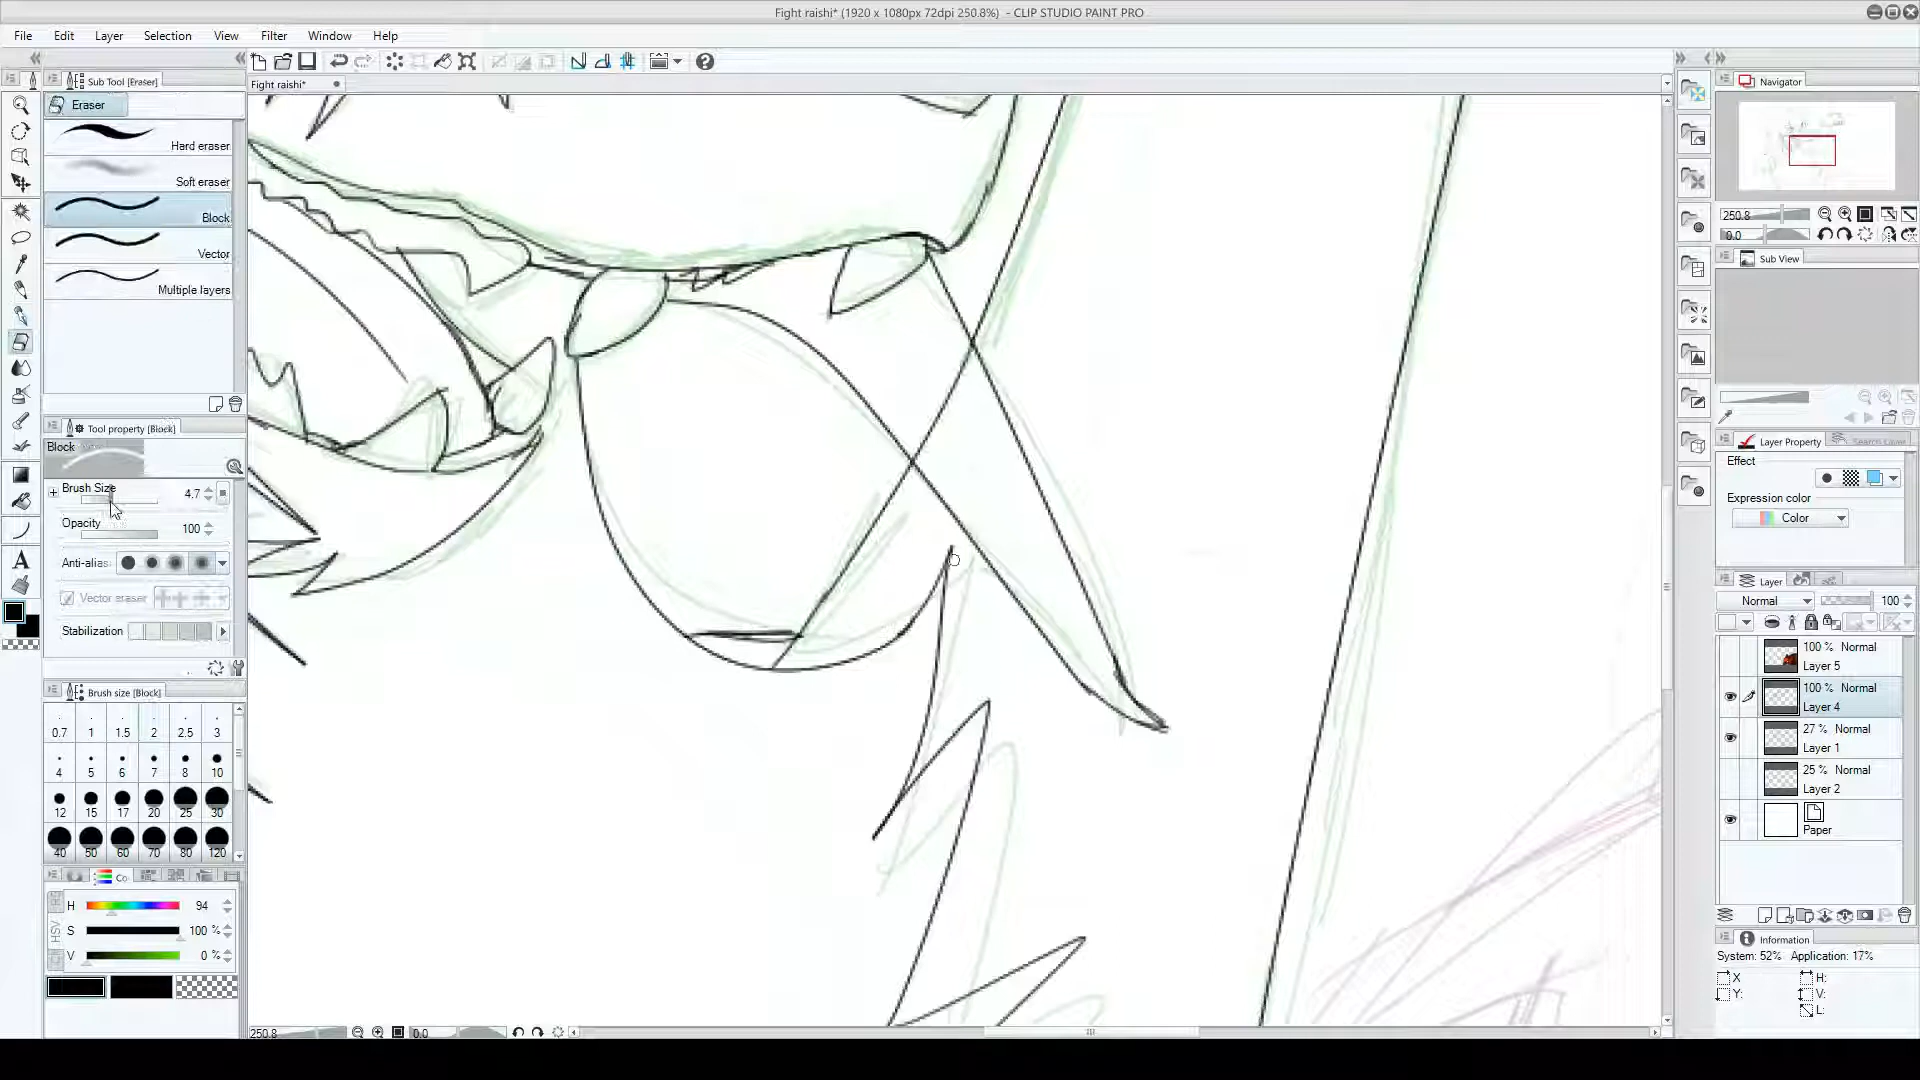 Fight raishi* (1920 x 1080px 72dpi 250.8%) - CLIP STUDIO PAINT PRO
File Edit Layer Selection View Filter Window Help
Sub Tool [Eraser]
Eraser
Hard eraser
Soft eraser
Block
Vector
Multiple layers
Tool property [Block]
Block
Brush Size 4.7
Opacity 100
Anti-alias
Vector eraser
Stabilization
Brush size [Block]
0.7 1 1.5 2 2.5 3
4 5 6 7 8 10
12 15 17 20 25 30
40 50 60 70 80 120
Co
HSV
H 94
S 100 %
V 0 %
Fight raishi*
250.8 0.0
Navigator
250.8
0.0
Sub View
Layer Property Search Layer
Effect
Expression color
Color
Layer
Normal 100
100 % Normal
Layer 5
100 % Normal
Layer 4
27 % Normal
Layer 1
25 % Normal
Layer 2
Paper
Information
System: 52% Application: 17%
X H:
Y: V:
L: